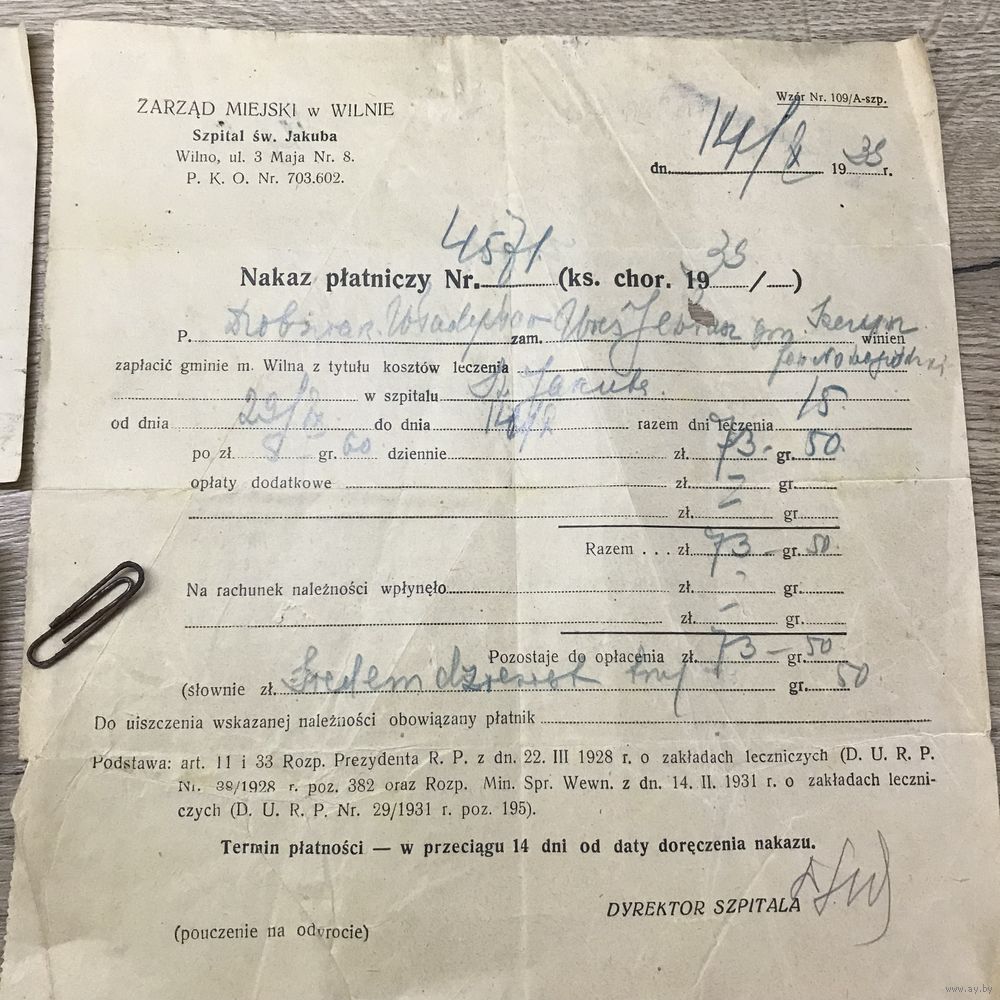 ZARZĄD MIEJSKI w WILNIE
Szpital św. Jakuba
Wilno, ul. 3 Maja Nr. 8.
P. K. O. Nr. 703.602.
Wzór Nr. 109/A-szp.
dn. 19 r.
Nakaz płatniczy Nr. 4571 (ks. chor. 19 /)
P. zam. winien
zapłacić gminie m. Wilna z tytułu kosztów leczenia
w szpitalu Jakuba
od dnia do dnia razem dni leczenia 15
po zł. gr. 60 dziennie zł. 73 - gr. 50
opłaty dodatkowe zł. gr.
zł. gr
Razem . . . zł. 73 - gr. 50
Na rachunek należności wpłynęło zł. gr.
zł. - gr.
Pozostaje do opłacenia zł. 73 - gr. 50
(słownie zł. gr. 50
Do uiszczenia wskazanej należności obowiązany płatnik
Podstawa: art. 11 i 33 Rozp. Prezydenta R. P. z dn. 22. III 1928 r. o zakładach leczniczych (D. U. R. P.
Nr. 38/1928 r. poz. 382 oraz Rozp. Min. Spr. Wewn. z dn. 14. II. 1931 r. o zakładach leczni-
czych (D. U. R. P. Nr. 29/1931 r. poz. 195).
Termin płatności — w przeciągu 14 dni od daty doręczenia nakazu.
DYREKTOR SZPITALA
(pouczenie na odwrocie)
www.ay.by